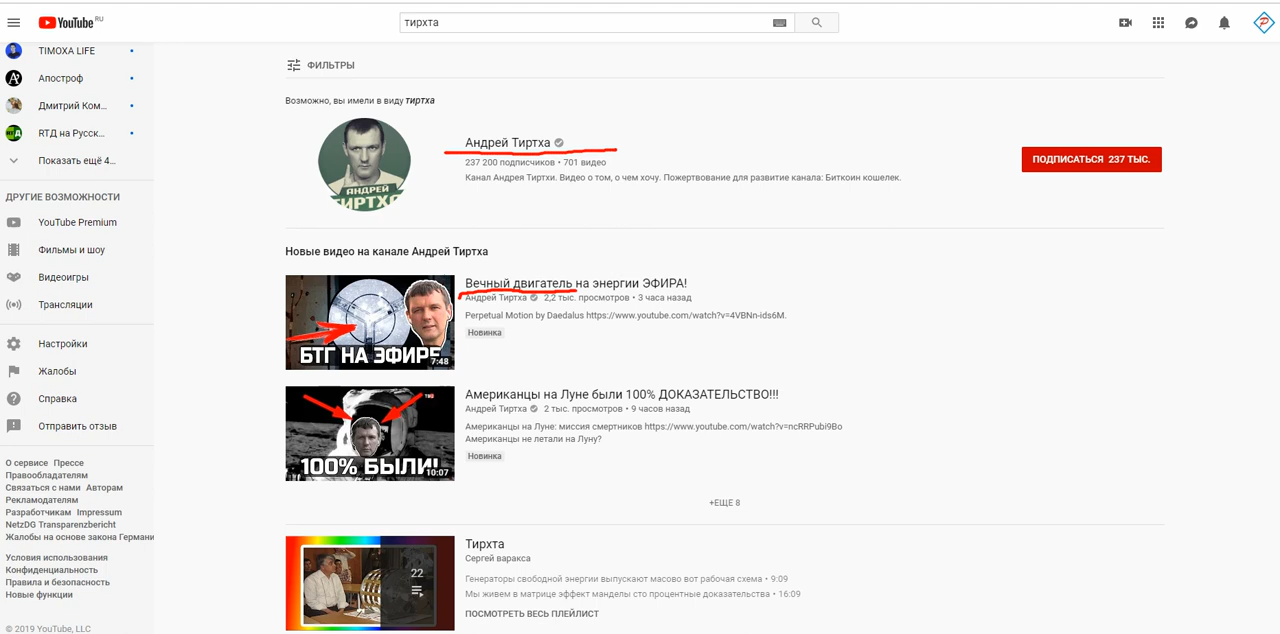 YouTube RU
тирхта
TIMOXA LIFE
Апостроф
Дмитрий Ком...
RTД на Русск...
Показать ещё 4...
ДРУГИЕ ВОЗМОЖНОСТИ
YouTube Premium
Фильмы и шоу
Видеоигры
Трансляции
Настройки
Жалобы
Справка
Отправить отзыв
О сервисе Прессе
Правообладателям
Связаться с нами Авторам
Рекламодателям
Разработчикам Impressum
NetzDG Transparenzbericht
Жалобы на основе закона Германи
Условия использования
Конфиденциальность
Правила и безопасность
Новые функции
© 2019 YouTube, LLC
ФИЛЬТРЫ
Возможно, вы имели в виду тиртха
АНДРЕЙ
ТИРТХА
Андрей Тиртха
237 200 подписчиков • 701 видео
Канал Андрея Тиртхи. Видео о том, о чем хочу. Пожертвование для развитие канала: Биткоин кошелек.
ПОДПИСАТЬСЯ 237 ТЫС.
Новые видео на канале Андрей Тиртха
БТГ НА ЭФИРЕ
7:48
Вечный двигатель на энергии ЭФИРА!
Андрей Тиртха 2,2 тыс. просмотров • 3 часа назад
Perpetual Motion by Daedalus https://www.youtube.com/watch?v=4VBNn-ids6M.
Новинка
100% БЫЛИ!
10:07
Американцы на Луне были 100% ДОКАЗАТЕЛЬСТВО!!!
Андрей Тиртха 2 тыс. просмотров • 9 часов назад
Американцы на Луне: миссия смертников https://www.youtube.com/watch?v=ncRRPubi9Bo
Американцы не летали на Луну?
Новинка
+ЕЩЕ 8
22
Тирхта
Сергей варакса
Генераторы свободной энергии выпускают масово вот рабочая схема • 9:09
Мы живем в матрице эффект манделы сто процентные доказательства • 16:09
ПОСМОТРЕТЬ ВЕСЬ ПЛЕЙЛИСТ